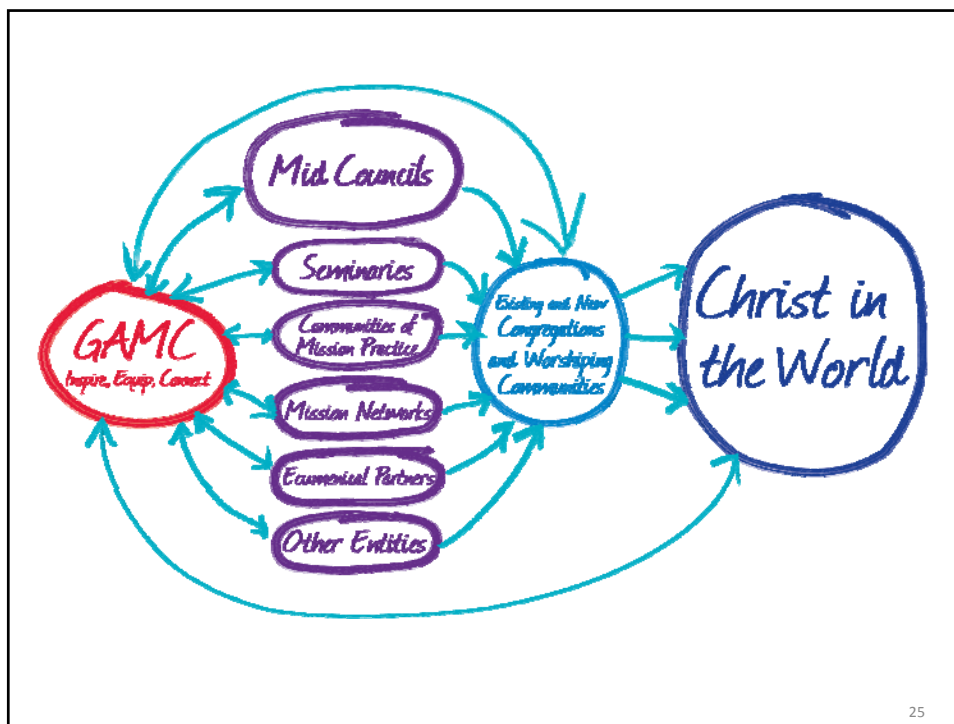 Mid Councils
Seminaries
Communities of
Mission Practice
Mission Networks
Ecumenical Partners
Other Entities
GAMC
Inspire, Equip, Connect
Existing and New
Congregations
and Worshiping
Communities
Christ in
the World
25